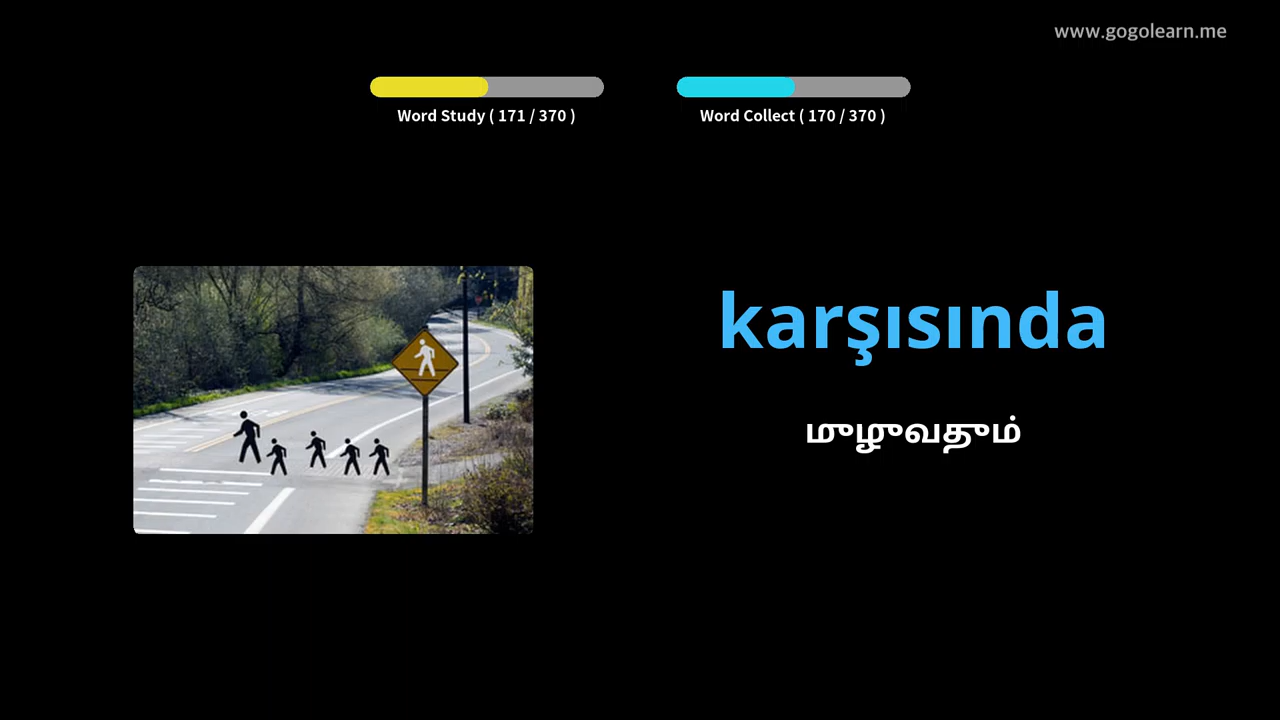 www.gogolearn.me
Word Study ( 171 / 370 )
Word Collect ( 170 / 370 )
karşısında
முழுவதும்